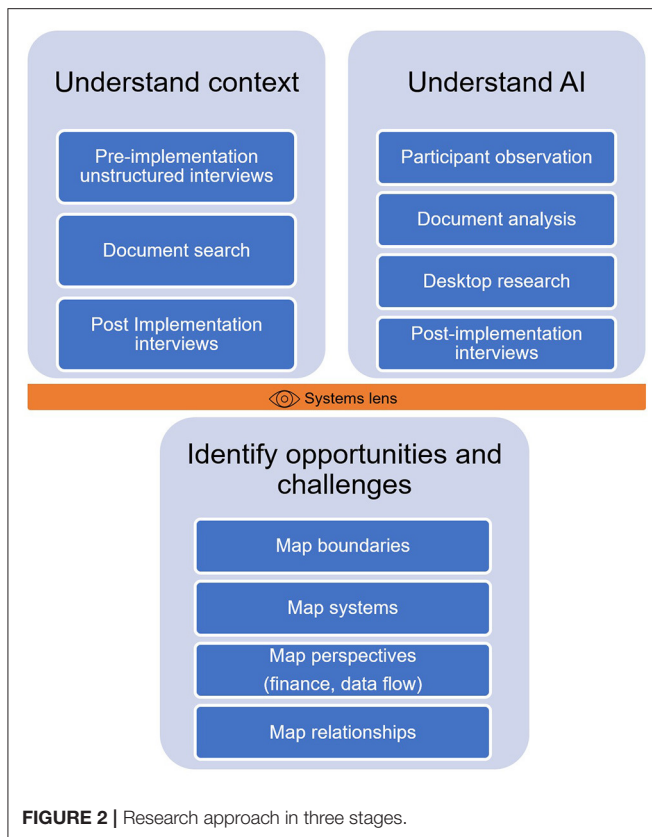 Understand context
Pre-implementation
unstructured interviews
Document search
Post Implementation
interviews
Understand AI
Participant observation
Document analysis
Desktop research
Post-implementation
interviews
Systems lens
Identify opportunities and
challenges
Map boundaries
Map systems
Map perspectives
(finance, data flow)
Map relationships
FIGURE 2 | Research approach in three stages.